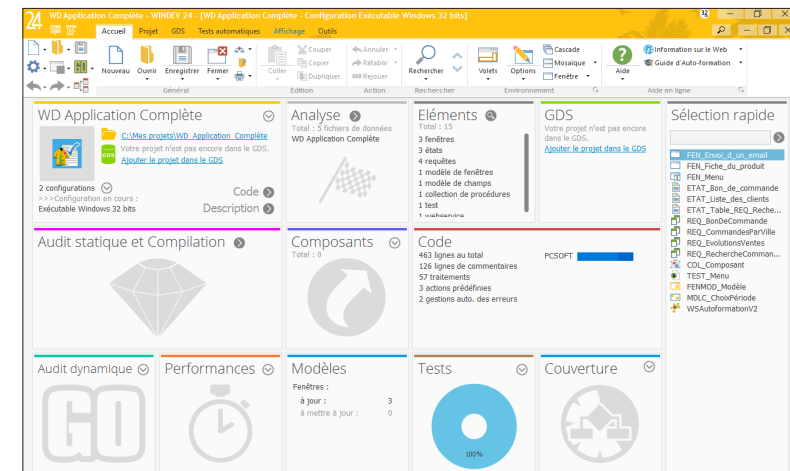 24 WD Application Complète - WINDEV 24 - [WD Application Complète - Configuration Exécutable Windows 32 bits]
32
Accueil Projet GDS Tests automatiques Affichage Outils
Nouveau Ouvrir Enregistrer Fermer
Général
Coller
Couper
Copier
Dupliquer
Edition
Annuler
Rétablir
Rejouer
Action
Rechercher
Rechercher
Volets Options
Cascade
Mosaïque
Fenêtre
Environnement
Aide
Information sur le Web
Guide d'Auto-formation
Aide en ligne
WD Application Complète
C:\Mes projets\WD Application Complète
GDS
Votre projet n'est pas encore dans le GDS.
Ajouter le projet dans le GDS
2 configurations
>>>Configuration en cours :
Exécutable Windows 32 bits
Code
Description
Analyse
Total : 5 fichiers de données
WD Application Complète
Eléments
Total : 15
3 fenêtres
3 états
4 requêtes
1 modèle de fenêtres
1 modèle de champs
1 collection de procédures
1 test
1 webservice
GDS
Votre projet n'est pas encore
dans le GDS.
Ajouter le projet dans le GDS
Sélection rapide
FEN_Envoi_d_un_email
FEN_Fiche_du_produit
FEN_Menu
ETAT_Bon_de_commande
ETAT_Liste_des_clients
ETAT_Table_REQ_Reche...
REQ_BonDeCommande
REQ_CommandesParVille
REQ_EvolutionsVentes
REQ_RechercheComman...
COL_Composant
TEST_Menu
FENMOD_Modèle
MDLC_ChoixPériode
WSAutoformationV2
Audit statique et Compilation
Composants
Total : 0
Code
463 lignes au total
126 lignes de commentaires
57 traitements
3 actions prédéfinies
2 gestions auto. des erreurs
PCSOFT
Audit dynamique
GO
Performances
Modèles
Fenêtres :
à jour : 3
à mettre à jour : 0
Tests
100%
Couverture